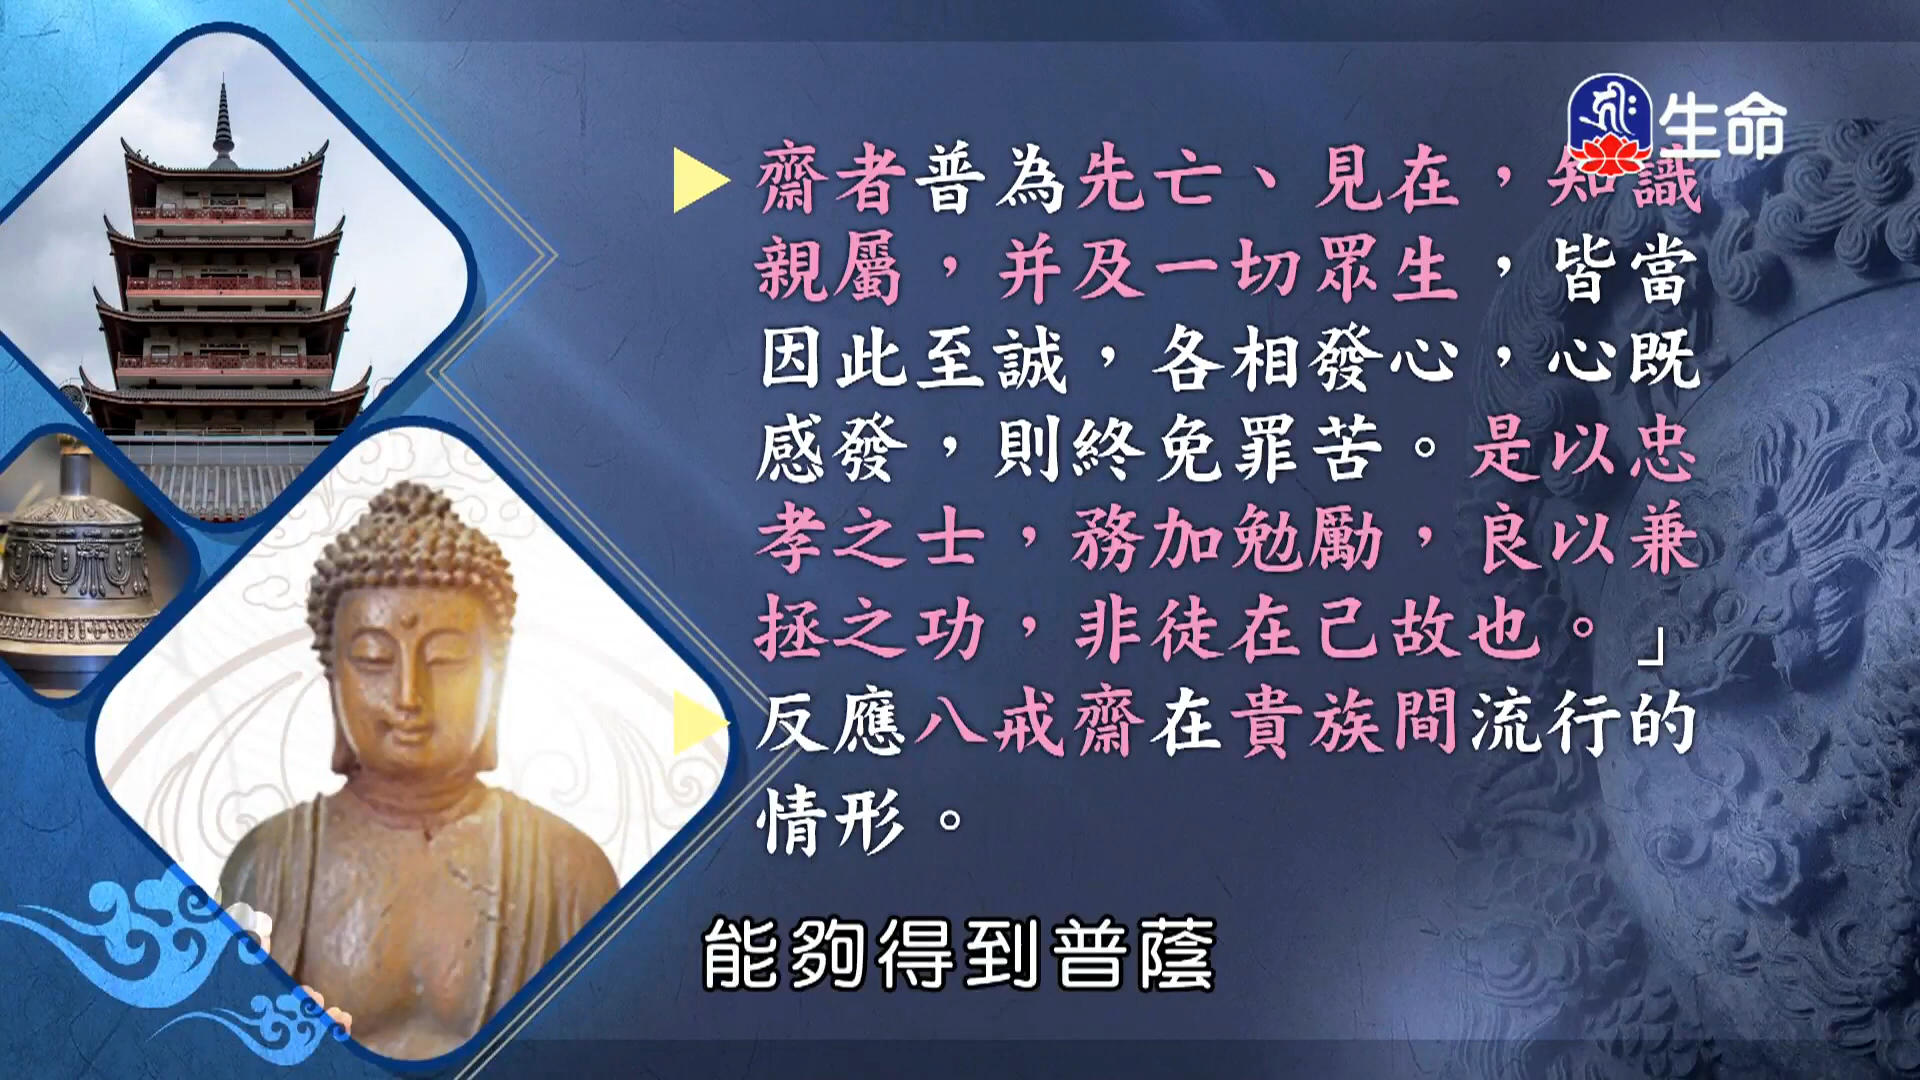 生命
齋者普為先亡、見在，知識
親屬，并及一切眾生，皆當
因此至誠，各相發心，心既
感發，則終免罪苦。是以忠
孝之士，務加勉勵，良以兼
拯之功，非徒在己故也。」
反應八戒齋在貴族間流行的
情形。
能夠得到普蔭